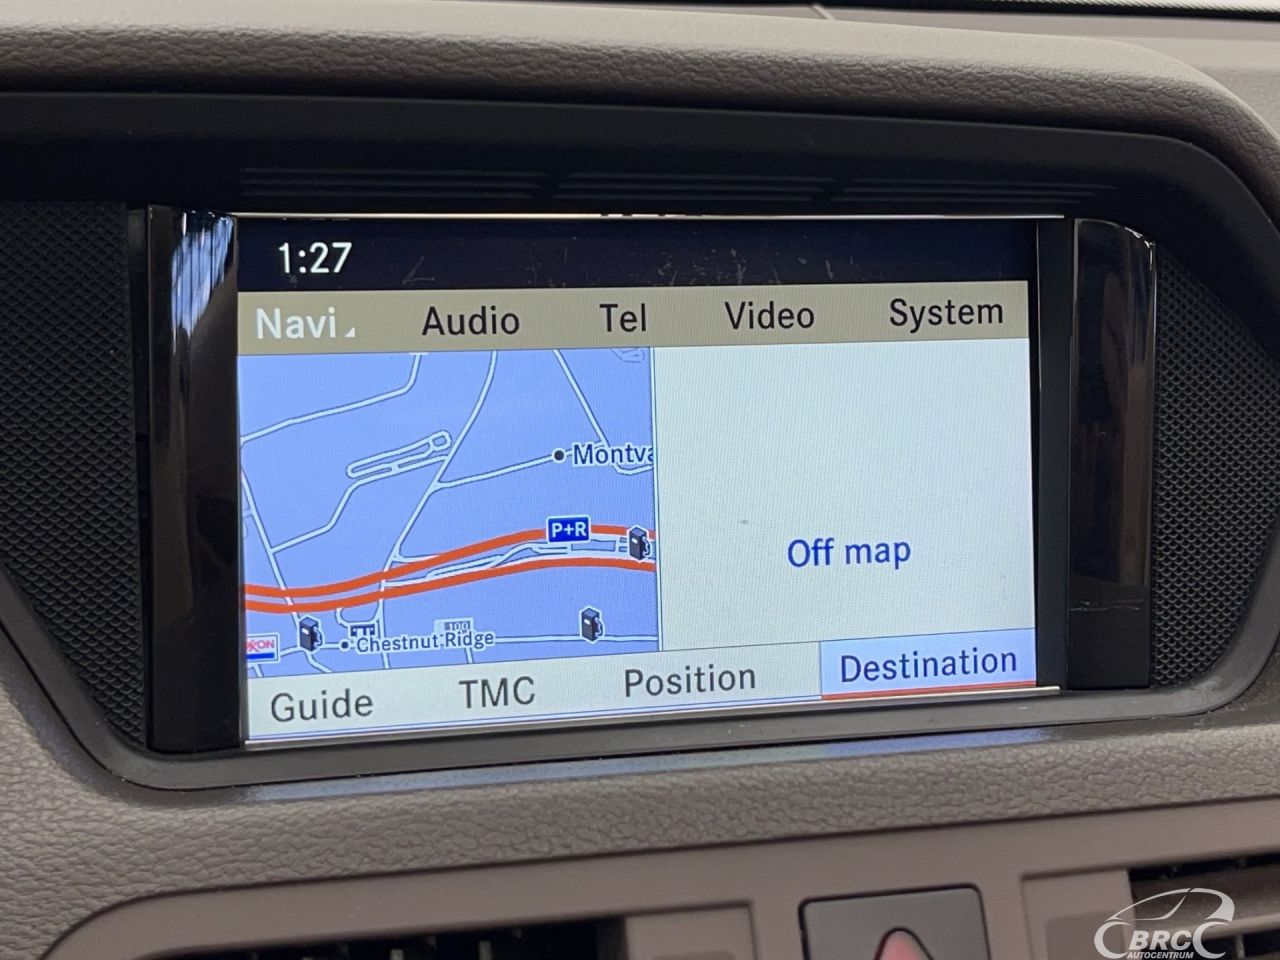 1:27
Navi Audio Tel Video System
Montva
P+R
Off map
100
Chestnut Ridge
Guide TMC Position Destination
BRC
AUTOCENTRUM